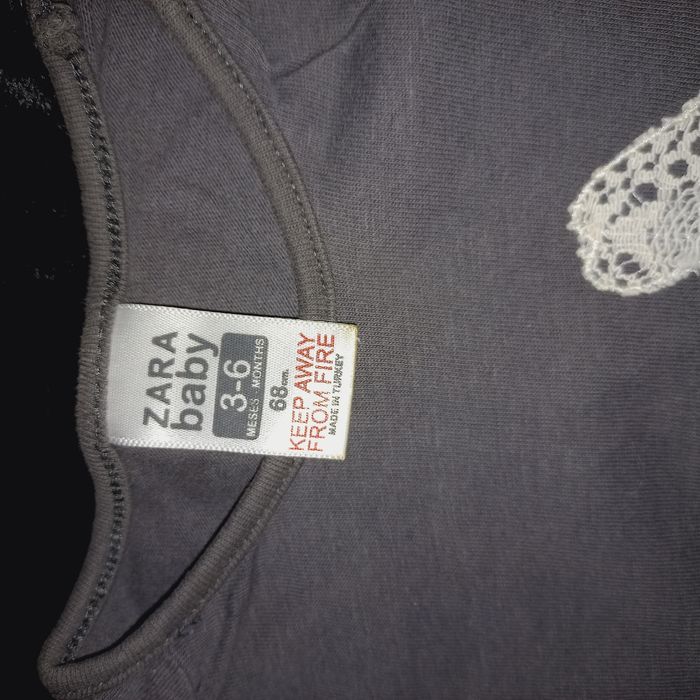 ZARA
baby
3-6
MESES - MONTHS
68cm.
KEEP AWAY
FROM FIRE
MADE IN TURKEY